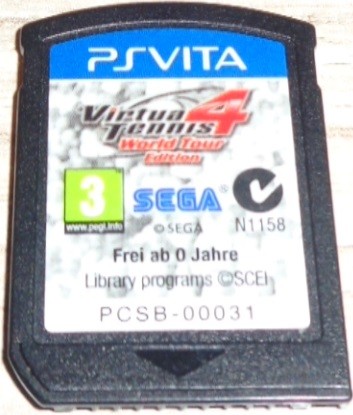 PSVITA
Virtua
Tennis 4
World Tour
Edition
3
www.pegi.info
SEGA®
© SEGA
N1158
Frei ab 0 Jahre
Library programs ©SCEI
PCSB-00031